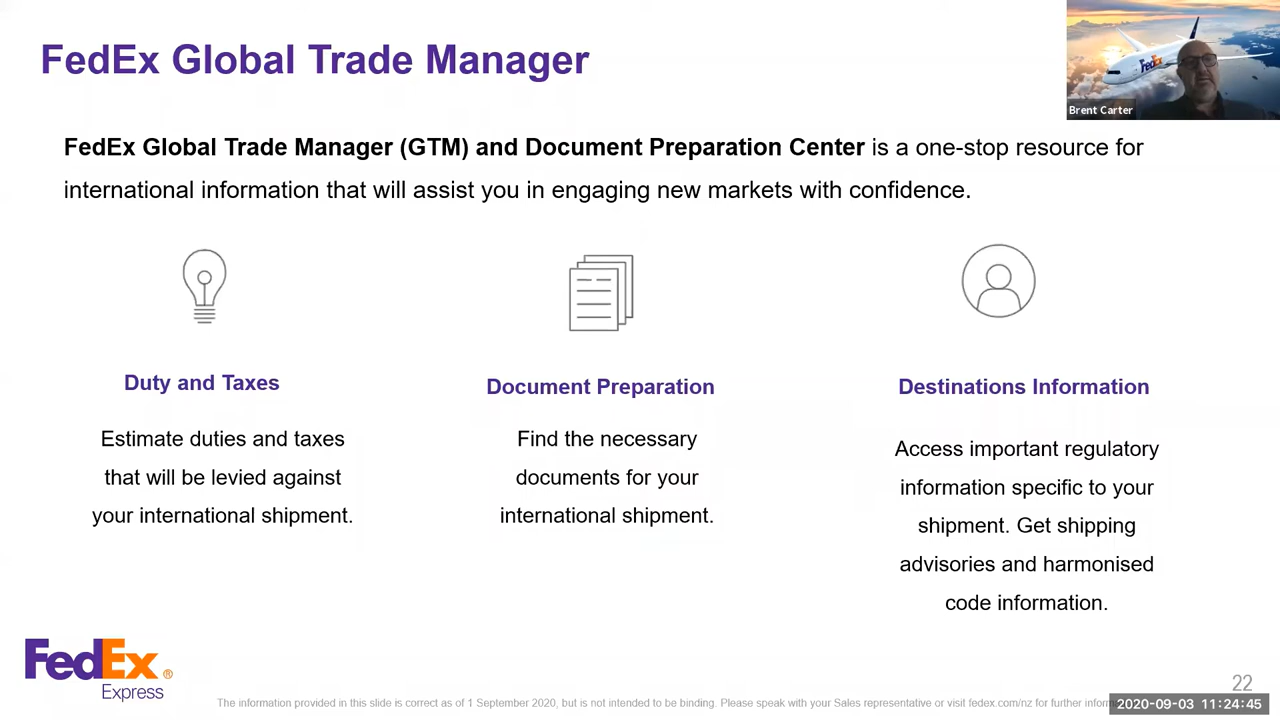 FedEx Global Trade Manager
FedEx
Brent Carter
FedEx Global Trade Manager (GTM) and Document Preparation Center is a one-stop resource for
international information that will assist you in engaging new markets with confidence.
Duty and Taxes
Estimate duties and taxes
that will be levied against
your international shipment.
Document Preparation
Find the necessary
documents for your
international shipment.
Destinations Information
Access important regulatory
information specific to your
shipment. Get shipping
advisories and harmonised
code information.
FedEx®
Express
The information provided in this slide is correct as of 1 September 2020, but is not intended to be binding. Please speak with your Sales representative or visit fedex.com/nz for further
22
2020-09-03 11:24:45